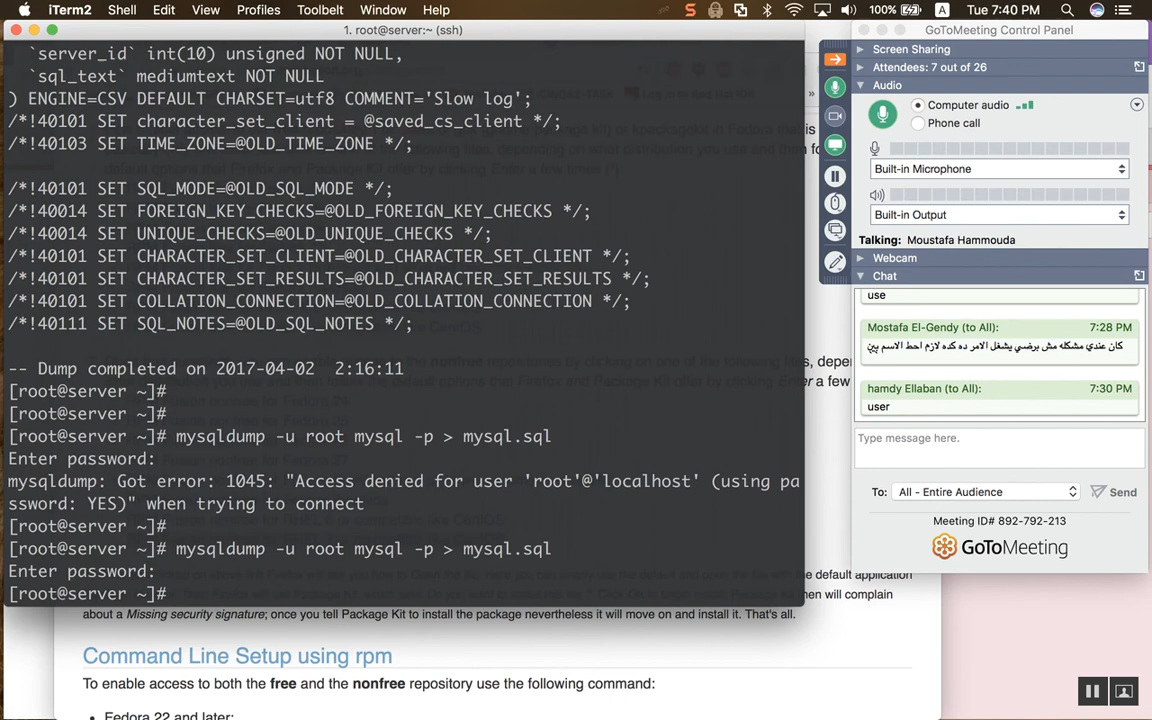 iTerm2 Shell Edit View Profiles Toolbelt Window Help
100% A Tue 7:40 PM
1. root@server:~ (ssh)
`server_id` int(10) unsigned NOT NULL,
`sql_text` mediumtext NOT NULL
) ENGINE=CSV DEFAULT CHARSET=utf8 COMMENT='Slow log';
/*!40101 SET character_set_client = @saved_cs_client */;
/*!40103 SET TIME_ZONE=@OLD_TIME_ZONE */;
/*!40101 SET SQL_MODE=@OLD_SQL_MODE */;
/*!40014 SET FOREIGN_KEY_CHECKS=@OLD_FOREIGN_KEY_CHECKS */;
/*!40014 SET UNIQUE_CHECKS=@OLD_UNIQUE_CHECKS */;
/*!40101 SET CHARACTER_SET_CLIENT=@OLD_CHARACTER_SET_CLIENT */;
/*!40101 SET CHARACTER_SET_RESULTS=@OLD_CHARACTER_SET_RESULTS */;
/*!40101 SET COLLATION_CONNECTION=@OLD_COLLATION_CONNECTION */;
/*!40111 SET SQL_NOTES=@OLD_SQL_NOTES */;
-- Dump completed on 2017-04-02  2:16:11
[root@server ~]#
[root@server ~]#
[root@server ~]# mysqldump -u root mysql -p > mysql.sql
Enter password:
mysqldump: Got error: 1045: "Access denied for user 'root'@'localhost' (using pa
ssword: YES)" when trying to connect
[root@server ~]#
[root@server ~]# mysqldump -u root mysql -p > mysql.sql
Enter password:
[root@server ~]#
about a Missing security signature; once you tell Package Kit to install the package nevertheless it will move on and install it. That's all.
Command Line Setup using rpm
To enable access to both the free and the nonfree repository use the following command:
• Fedora 22 and later:
GoToMeeting Control Panel
Screen Sharing
Attendees: 7 out of 26
Audio
Computer audio
Phone call
Built-in Microphone
Built-in Output
Talking: Moustafa Hammouda
Webcam
Chat
use
Mostafa El-Gendy (to All): 7:28 PM
كان عندي مشكله مش برضي يشغل الامر ده كده لازم احط الاسم بين
hamdy Ellaban (to All): 7:30 PM
user
Type message here.
To: All - Entire Audience Send
Meeting ID# 892-792-213
GoToMeeting